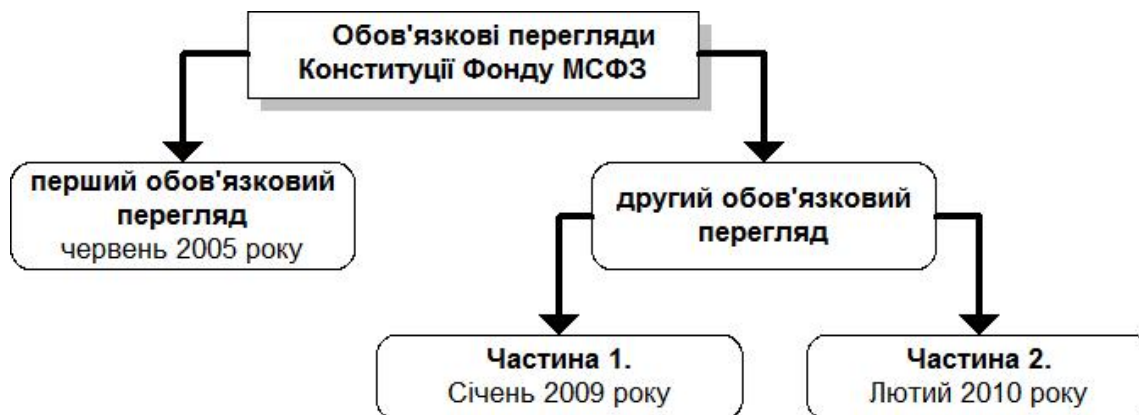 Обов'язкові перегляди
Конституції Фонду МСФЗ
перший обов'язковий
перегляд
червень 2005 року
другий обов'язковий
перегляд
Частина 1.
Січень 2009 року
Частина 2.
Лютий 2010 року